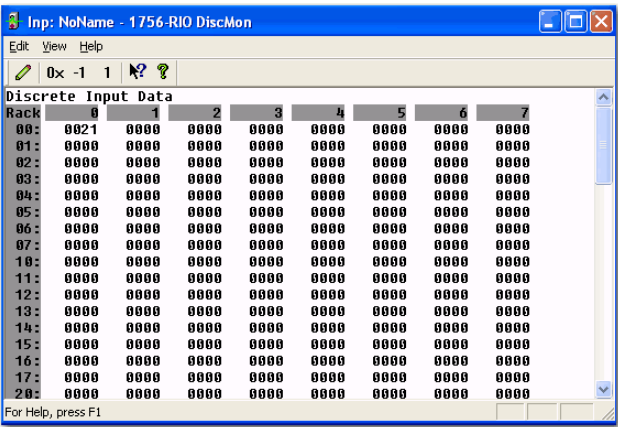 Inp: NoName - 1756-RIO DiscMon
Edit View Help
0x -1 1 ? ?
Discrete Input Data
Rack 0 1 2 3 4 5 6 7
00: 0021 0000 0000 0000 0000 0000 0000 0000
01: 0000 0000 0000 0000 0000 0000 0000 0000
02: 0000 0000 0000 0000 0000 0000 0000 0000
03: 0000 0000 0000 0000 0000 0000 0000 0000
04: 0000 0000 0000 0000 0000 0000 0000 0000
05: 0000 0000 0000 0000 0000 0000 0000 0000
06: 0000 0000 0000 0000 0000 0000 0000 0000
07: 0000 0000 0000 0000 0000 0000 0000 0000
10: 0000 0000 0000 0000 0000 0000 0000 0000
11: 0000 0000 0000 0000 0000 0000 0000 0000
12: 0000 0000 0000 0000 0000 0000 0000 0000
13: 0000 0000 0000 0000 0000 0000 0000 0000
14: 0000 0000 0000 0000 0000 0000 0000 0000
15: 0000 0000 0000 0000 0000 0000 0000 0000
16: 0000 0000 0000 0000 0000 0000 0000 0000
17: 0000 0000 0000 0000 0000 0000 0000 0000
20: 0000 0000 0000 0000 0000 0000 0000 0000
For Help, press F1